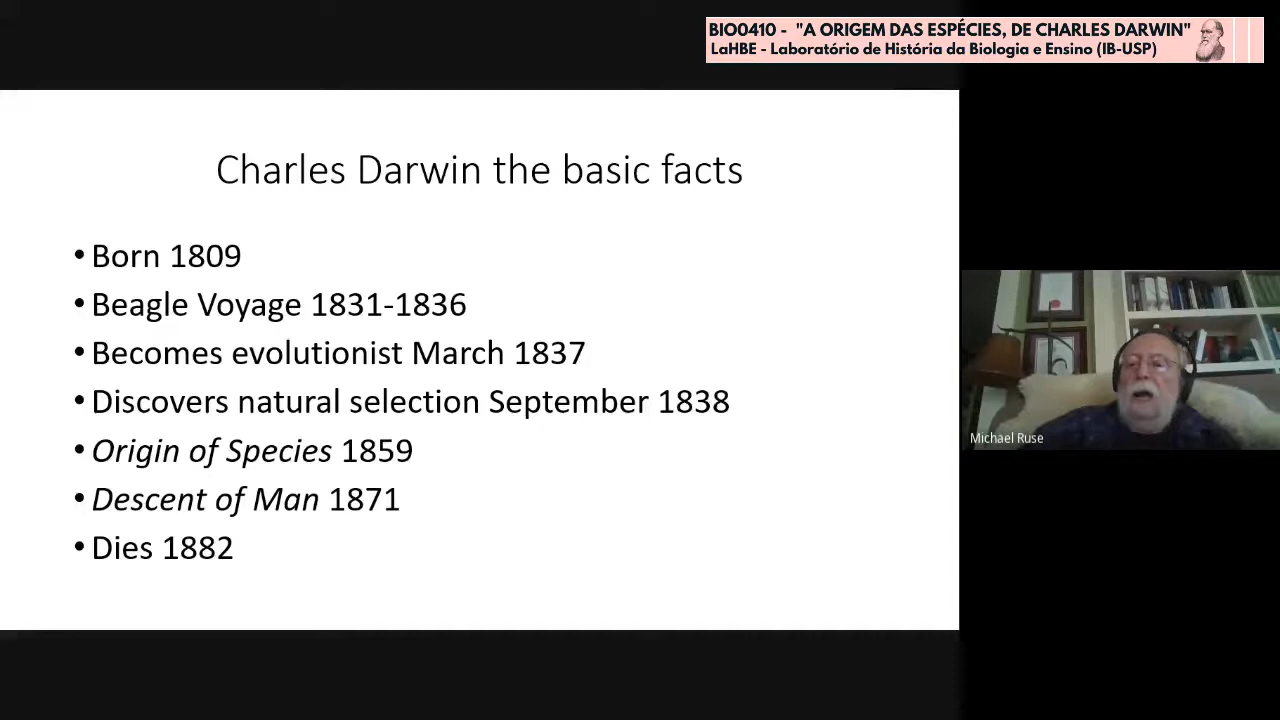 BIO0410 - "A ORIGEM DAS ESPÉCIES, DE CHARLES DARWIN"
LaHBE - Laboratório de História da Biologia e Ensino (IB-USP)
Charles Darwin the basic facts
• Born 1809
• Beagle Voyage 1831-1836
• Becomes evolutionist March 1837
• Discovers natural selection September 1838
• Origin of Species 1859
• Descent of Man 1871
• Dies 1882
Michael Ruse